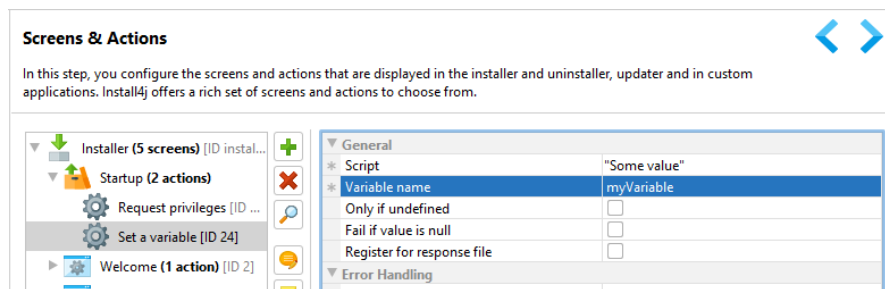 Screens & Actions
In this step, you configure the screens and actions that are displayed in the installer and uninstaller, updater and in custom
applications. Install4j offers a rich set of screens and actions to choose from.
Installer (5 screens) [ID instal...
Startup (2 actions)
Request privileges [ID ...
Set a variable [ID 24]
Welcome (1 action) [ID 2]
General
Script "Some value"
Variable name myVariable
Only if undefined
Fail if value is null
Register for response file
Error Handling